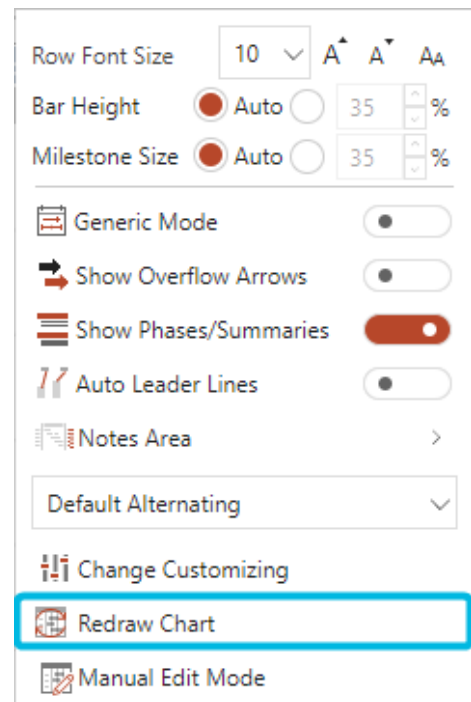 Row Font Size 10 A A AA
Bar Height Auto 35 %
Milestone Size Auto 35 %
Generic Mode
Show Overflow Arrows
Show Phases/Summaries
Auto Leader Lines
Notes Area
Default Alternating
Change Customizing
Redraw Chart
Manual Edit Mode